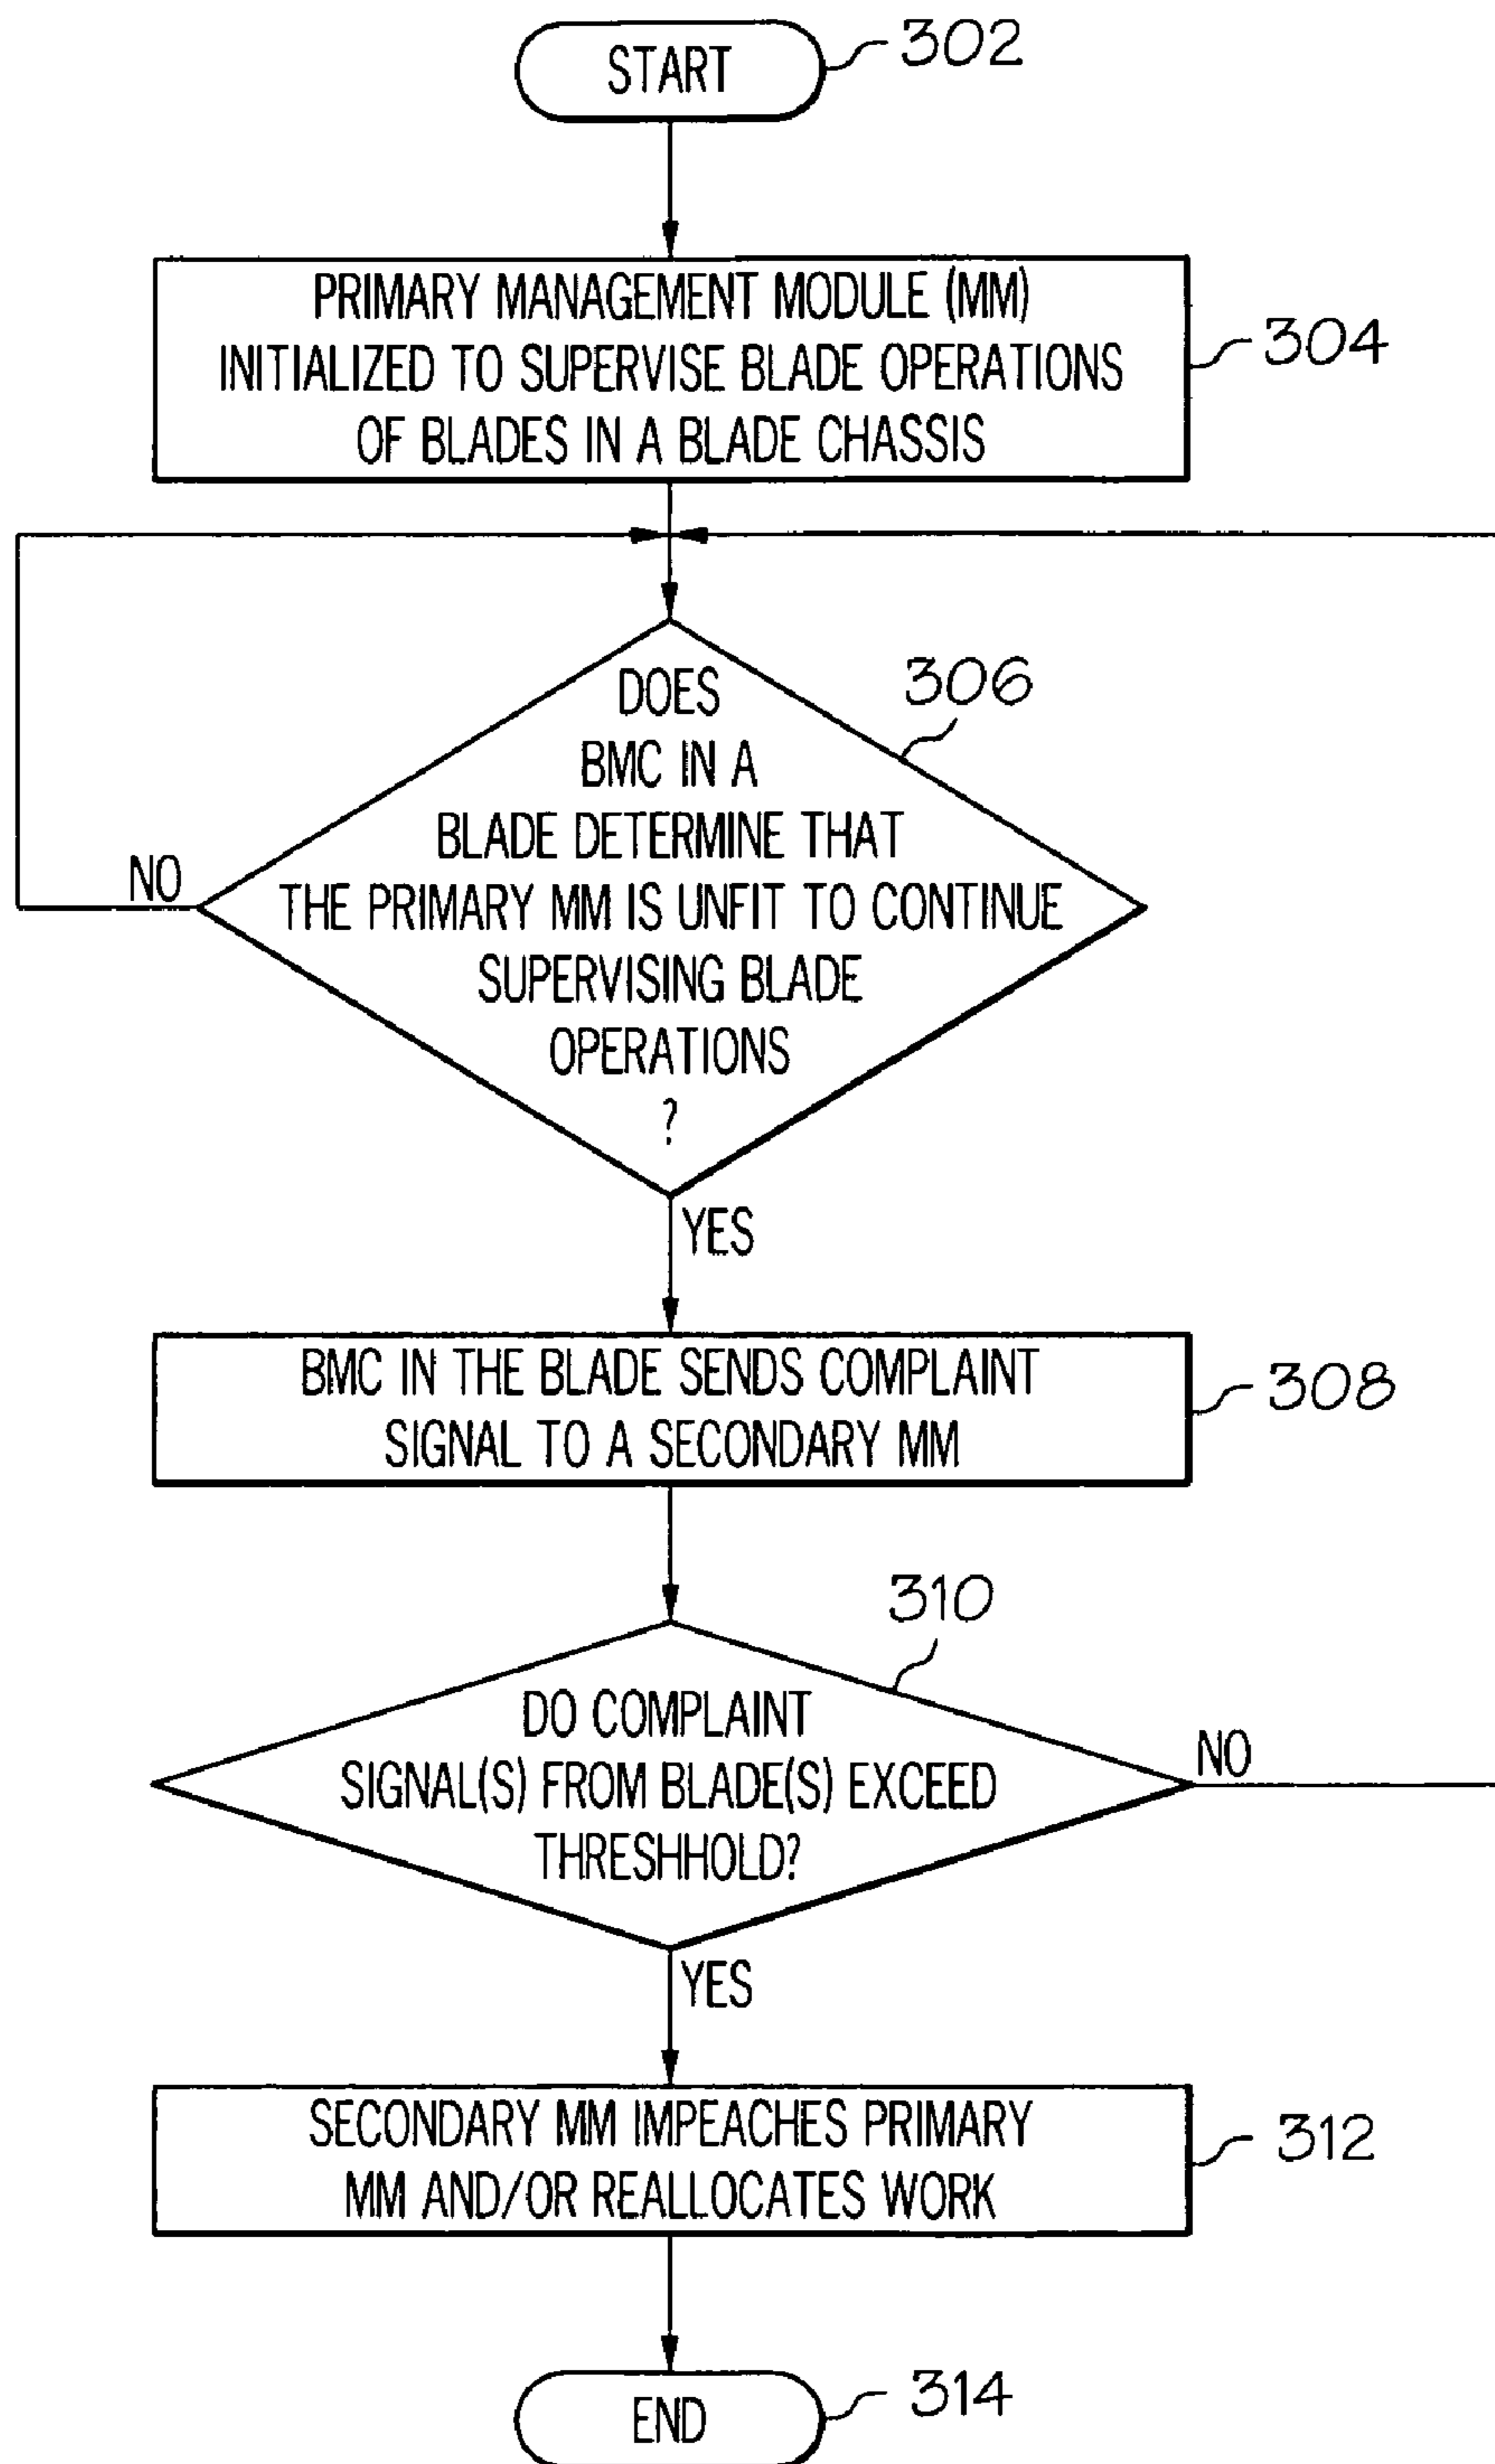 START
302
PRIMARY MANAGEMENT MODULE (MM)
INITIALIZED TO SUPERVISE BLADE OPERATIONS
OF BLADES IN A BLADE CHASSIS
304
DOES
BMC IN A
BLADE DETERMINE THAT
THE PRIMARY MM IS UNFIT TO CONTINUE
SUPERVISING BLADE
OPERATIONS
?
306
NO
YES
BMC IN THE BLADE SENDS COMPLAINT
SIGNAL TO A SECONDARY MM
308
DO COMPLAINT
SIGNAL(S) FROM BLADE(S) EXCEED
THRESHHOLD?
310
NO
YES
SECONDARY MM IMPEACHES PRIMARY
MM AND/OR REALLOCATES WORK
312
END
314